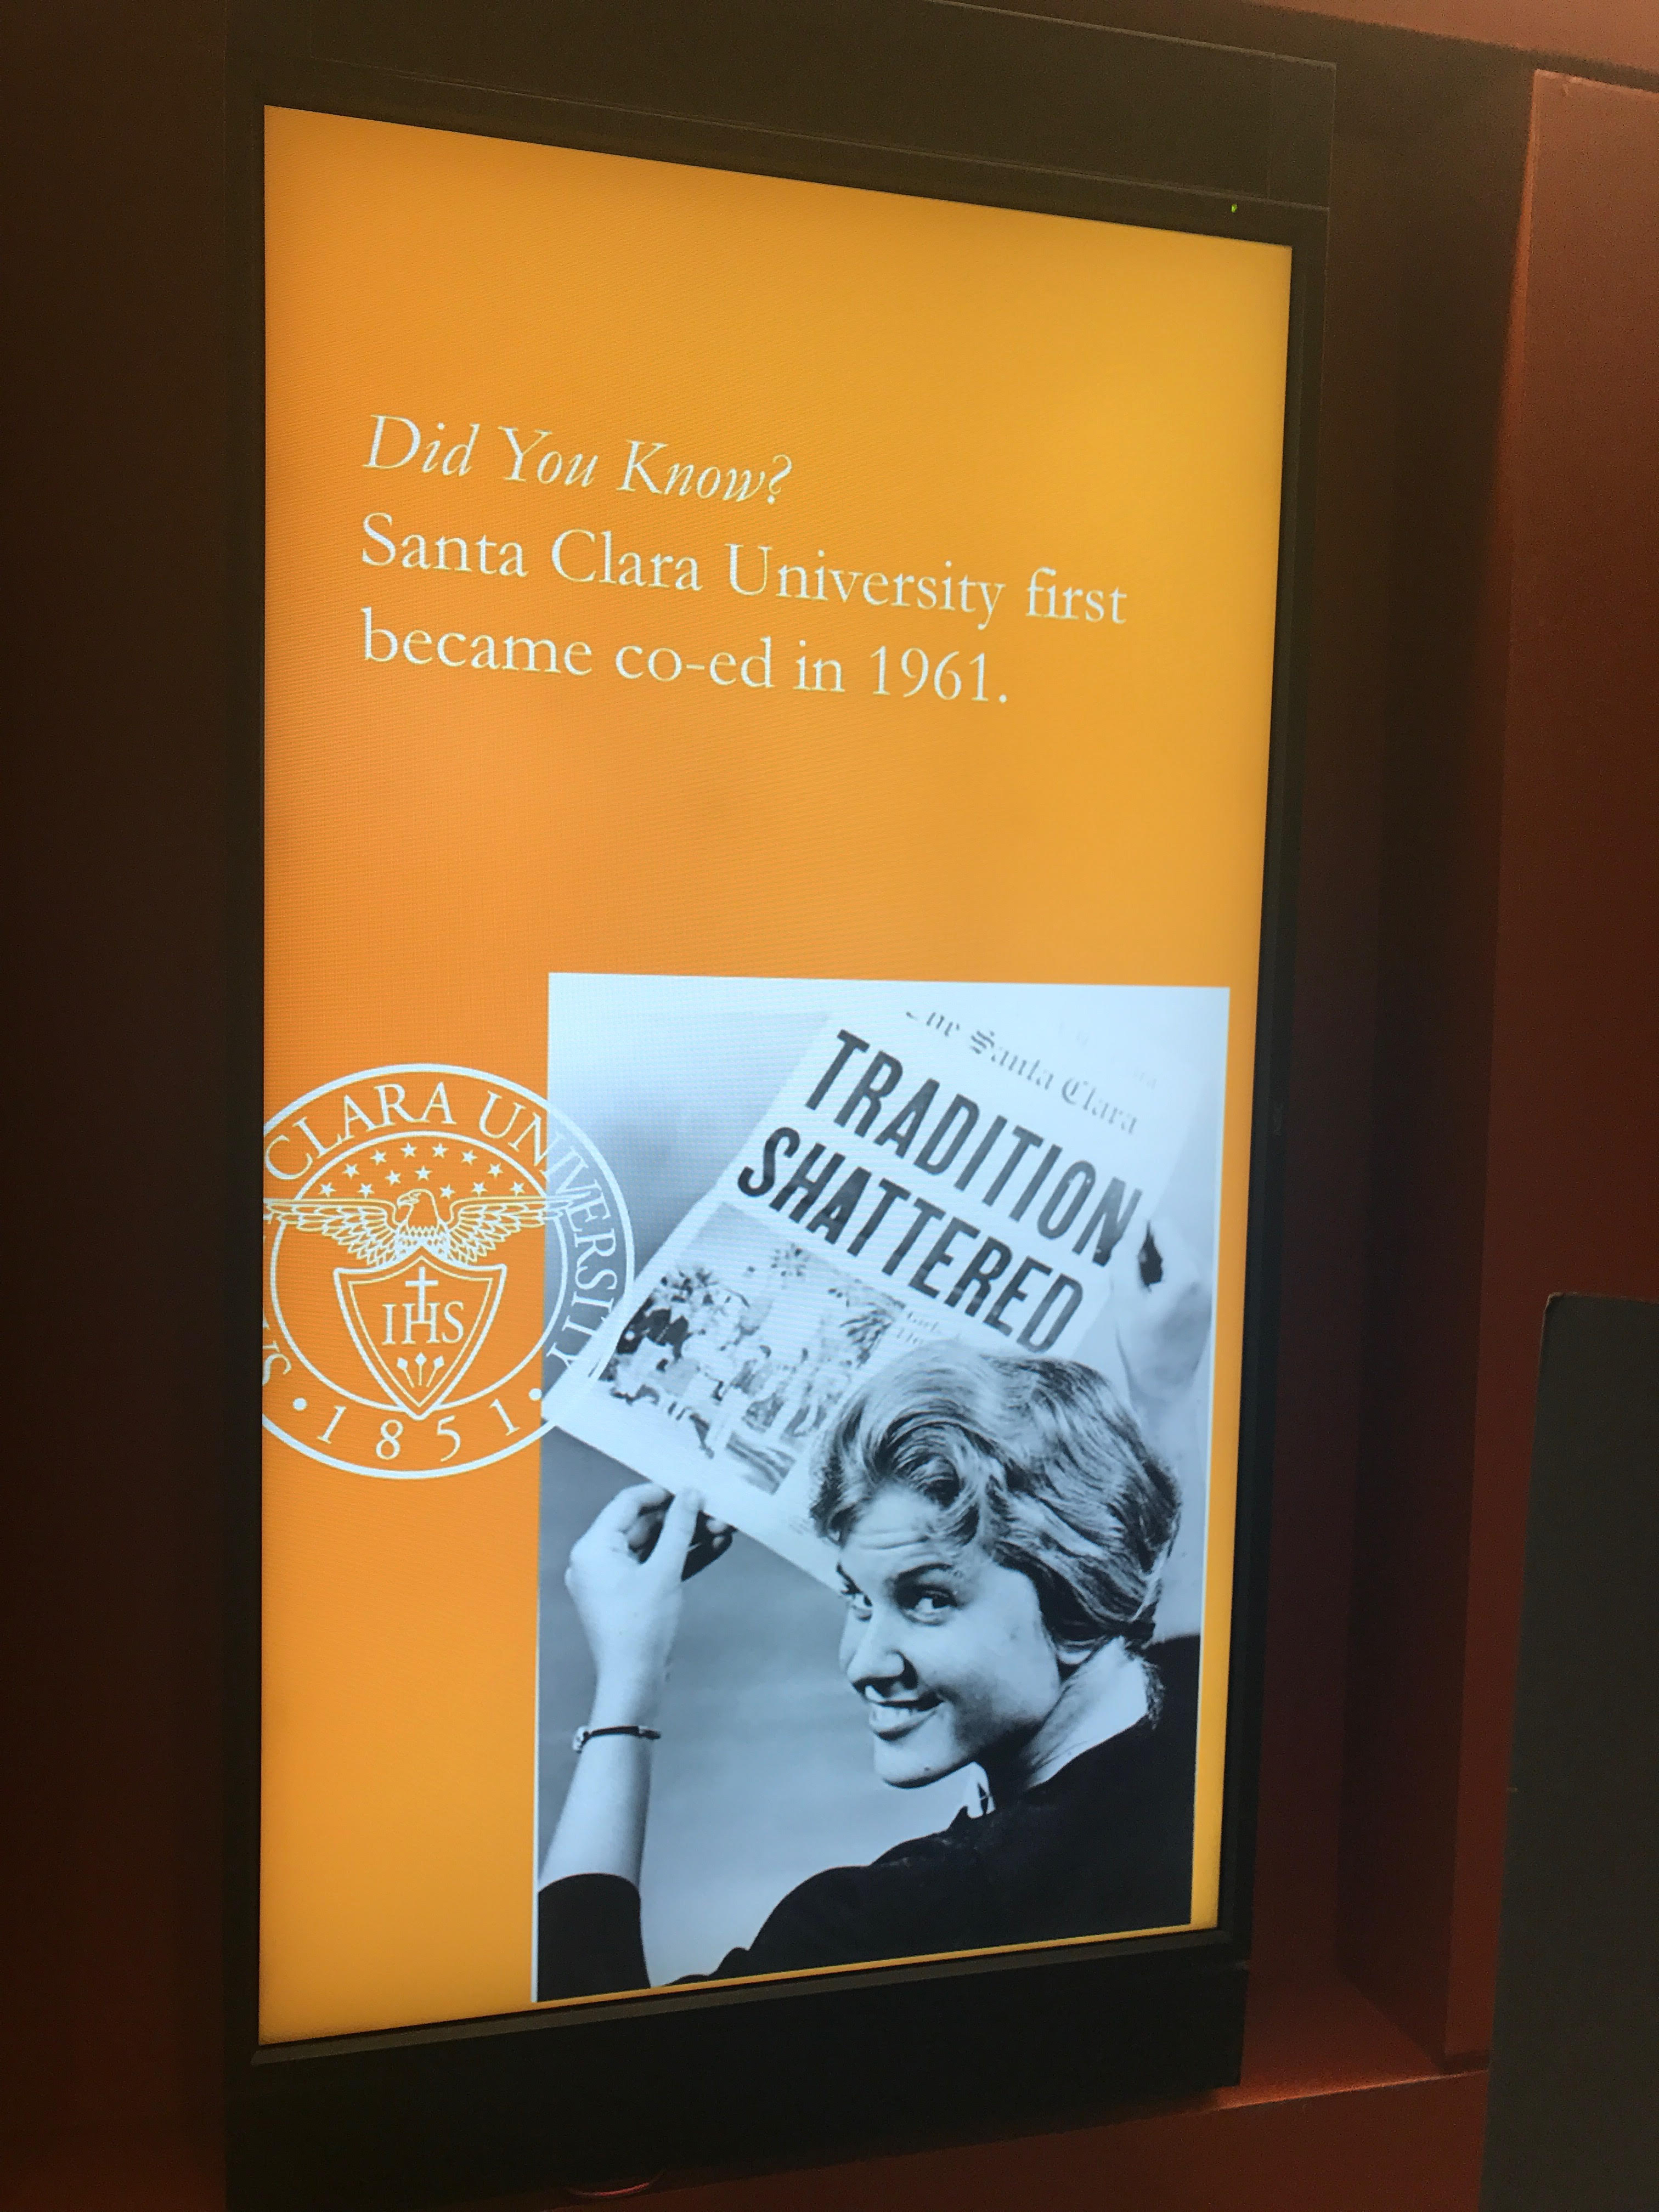 Did You Know?
Santa Clara University first
became co-ed in 1961.
Santa Clara
TRADITION
SHATTERED
CLARA UNIVERSITY
IHS
• 1851 •